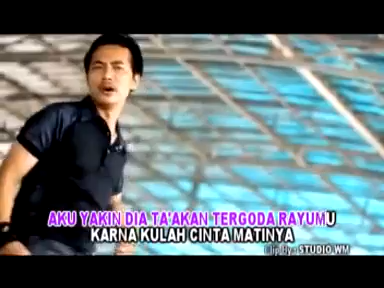 AKU YAKIN DIA TA'AKAN TERGODA RAYUMU
KARNA KULAH CINTA MATINYA
Clip By : STUDIO WM